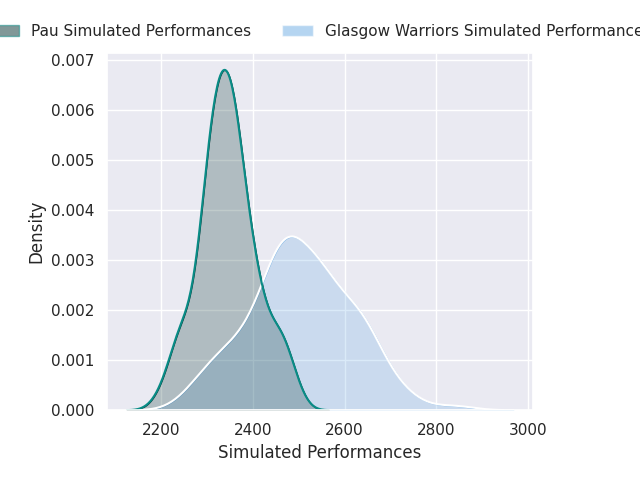 Pau Simulated Performances
Glasgow Warriors Simulated Performance
0.007
0.006
0.005
0.004
0.003
0.002
0.001
0.000
Density
2200 2400 2600 2800 3000
Simulated Performances